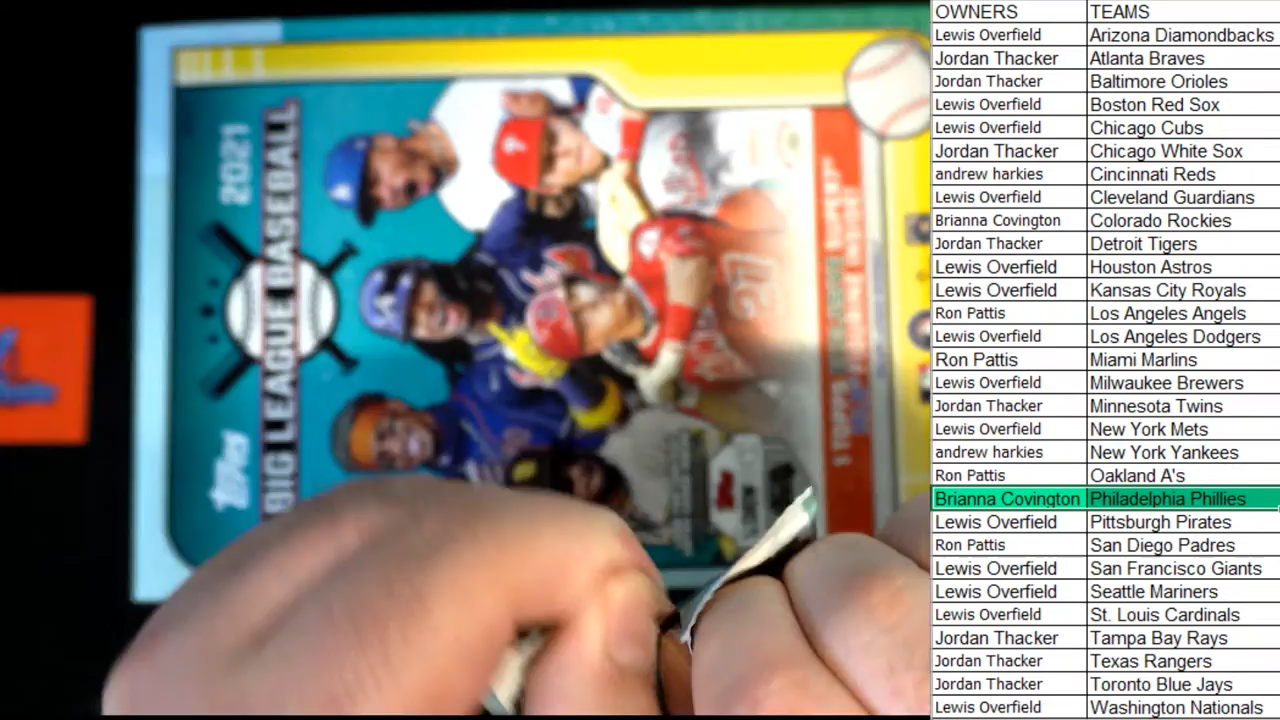 OWNERS TEAMS
Lewis Overfield Arizona Diamondbacks
Jordan Thacker Atlanta Braves
Jordan Thacker Baltimore Orioles
Lewis Overfield Boston Red Sox
Lewis Overfield Chicago Cubs
Jordan Thacker Chicago White Sox
andrew harkies Cincinnati Reds
Lewis Overfield Cleveland Guardians
Brianna Covington Colorado Rockies
Jordan Thacker Detroit Tigers
Lewis Overfield Houston Astros
Lewis Overfield Kansas City Royals
Ron Pattis Los Angeles Angels
Lewis Overfield Los Angeles Dodgers
Ron Pattis Miami Marlins
Lewis Overfield Milwaukee Brewers
Jordan Thacker Minnesota Twins
Lewis Overfield New York Mets
andrew harkies New York Yankees
Ron Pattis Oakland A's
Brianna Covington Philadelphia Phillies
Lewis Overfield Pittsburgh Pirates
Ron Pattis San Diego Padres
Lewis Overfield San Francisco Giants
Lewis Overfield Seattle Mariners
Lewis Overfield St. Louis Cardinals
Jordan Thacker Tampa Bay Rays
Jordan Thacker Texas Rangers
Jordan Thacker Toronto Blue Jays
Lewis Overfield Washington Nationals
topps 2021
BIG LEAGUE BASEBALL